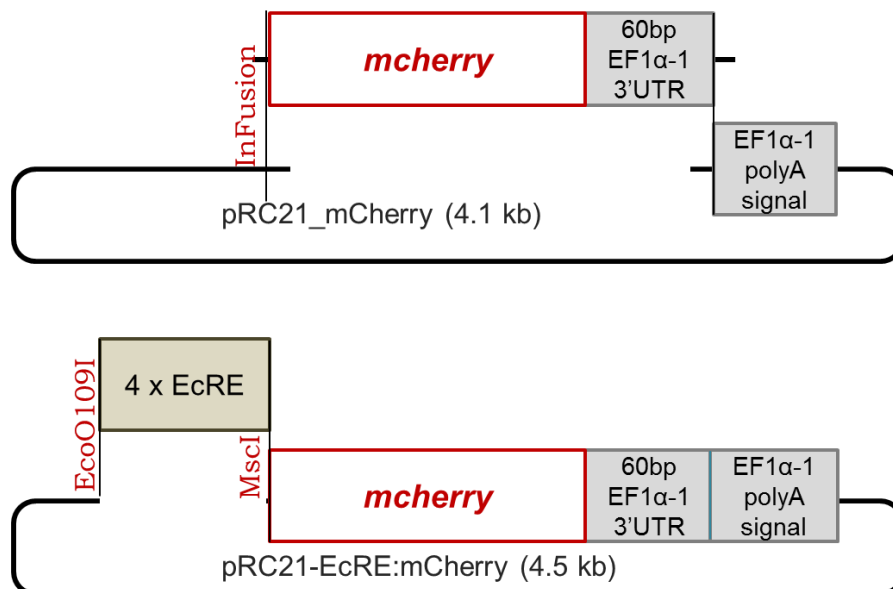 mcherry
60bp
EF1α-1
3’UTR
InFusion
EF1α-1
polyA
signal
pRC21_mCherry (4.1 kb)
EcoO109I
4 x EcRE
MscI
mcherry
60bp
EF1α-1
3’UTR
EF1α-1
polyA
signal
pRC21-EcRE:mCherry (4.5 kb)